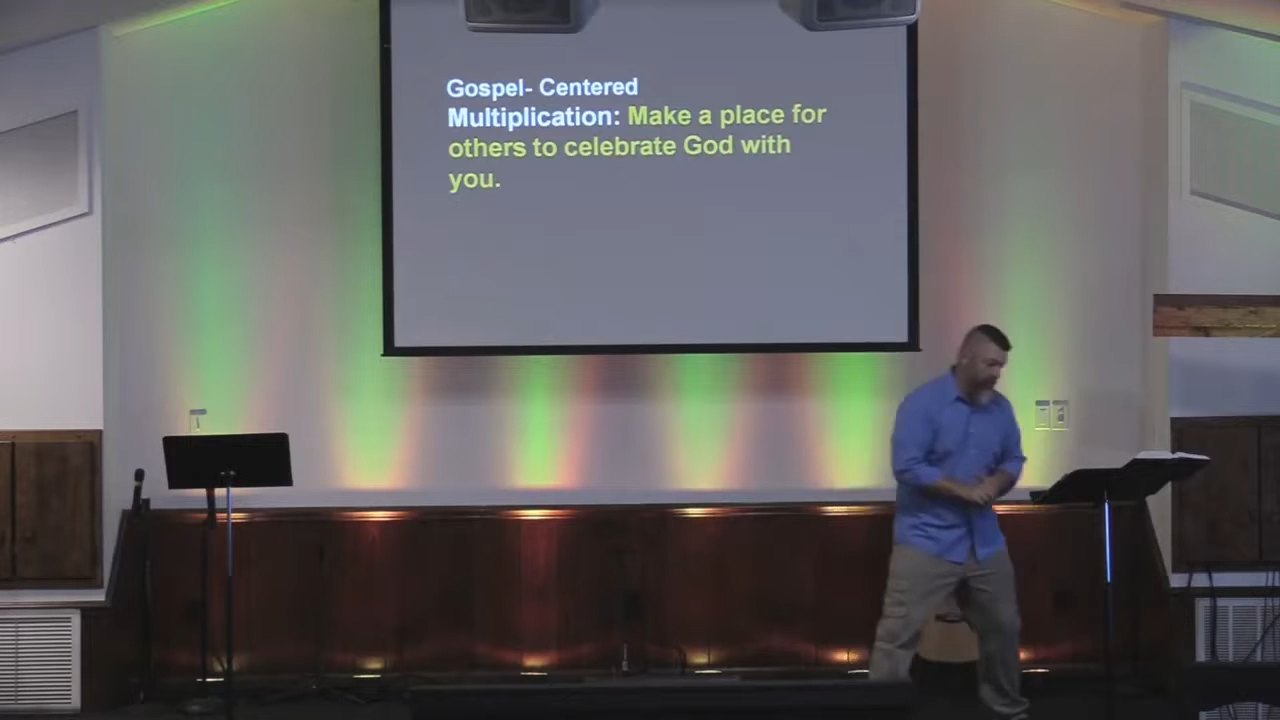 Gospel- Centered
Multiplication: Make a place for
others to celebrate God with
you.